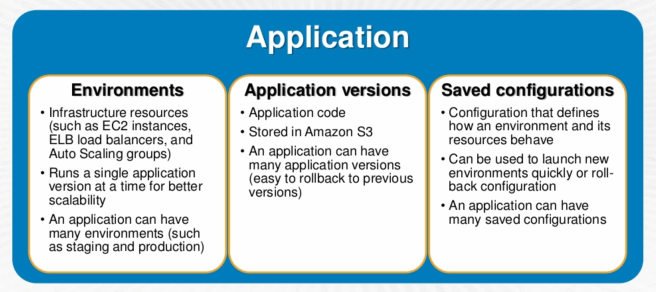 Application
Environments
• Infrastructure resources
(such as EC2 instances,
ELB load balancers, and
Auto Scaling groups)
• Runs a single application
version at a time for better
scalability
• An application can have
many environments (such
as staging and production)
Application versions
• Application code
• Stored in Amazon S3
• An application can have
many application versions
(easy to rollback to previous
versions)
Saved configurations
• Configuration that defines
how an environment and its
resources behave
• Can be used to launch new
environments quickly or roll-
back configuration
• An application can have
many saved configurations